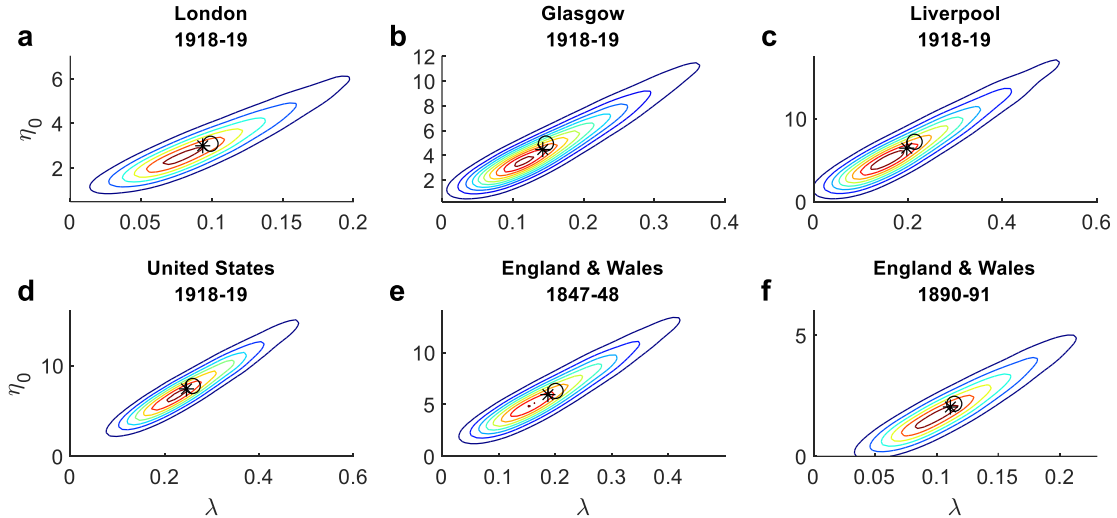 a London 1918-19
6
4
2
η0
0 0.05 0.1 0.15 0.2
b Glasgow 1918-19
12
10
8
6
4
2
0 0.1 0.2 0.3 0.4
c Liverpool 1918-19
10
0
0 0.2 0.4 0.6
d United States 1918-19
10
0
η0
0 0.2 0.4 0.6
λ
e England & Wales 1847-48
10
5
0
0 0.1 0.2 0.3 0.4
λ
f England & Wales 1890-91
5
0
0 0.05 0.1 0.15 0.2
λ